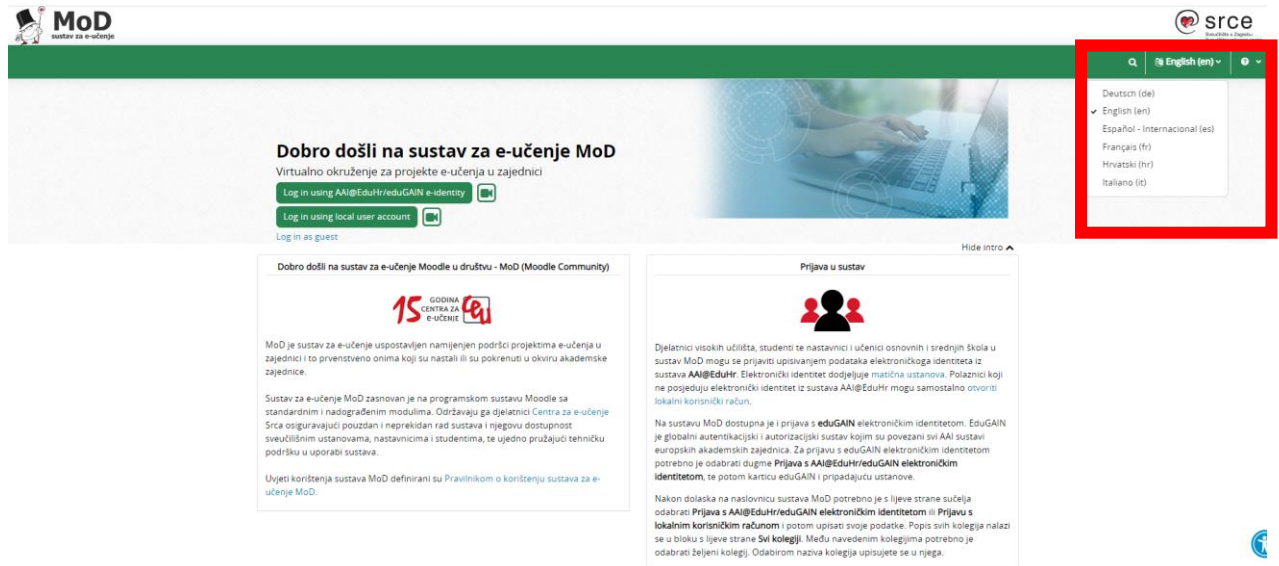 MoD
sustav za e-učenje
srce
English (en)
Deutsch (de)
English (en)
Español - Internacional (es)
Français (fr)
Hrvatski (hr)
Italiano (it)
Dobro došli na sustav za e-učenje MoD
Virtualno okruženje za projekte e-učenja u zajednici
Log in using AAI@EduHr/eduGAIN e-identity
Log in using local user account
Log in as guest
Hide intro
Dobro došli na sustav za e-učenje Moodle u društvu - MoD (Moodle Community)
15 GODINA
CENTRA ZA
E-UČENJE
ceu
MoD je sustav za e-učenje uspostavljen namijenjen podršci projektima e-učenja u
zajednici i to prvenstveno onima koji su nastali ili su pokrenuti u okviru akademske
zajednice.
Sustav za e-učenje MoD zasnovan je na programskom sustavu Moodle sa
standardnim i nadograđenim modulima. Održavaju ga djelatnici Centra za e-učenje
Srca osiguravajući pouzdan i neprekidan rad sustava i njegovu dostupnost
sveučilišnim ustanovama, nastavnicima i studentima, te ujedno pružajući tehničku
podršku u uporabi sustava.
Uvjeti korištenja sustava MoD definirani su Pravilnikom o korištenju sustava za e-
učenje MoD.
Prijava u sustav
Djelatnici visokih učilišta, studenti te nastavnici i učenici osnovnih i srednjih škola u
sustav MoD mogu se prijaviti upisivanjem podataka elektroničkoga identiteta iz
sustava AAI@EduHr. Elektronički identitet dodjeljuje matična ustanova. Polaznici koji
ne posjeduju elektronički identitet iz sustava AAI@EduHr mogu samostalno otvoriti
lokalni korisnički račun.
Na sustavu MoD dostupna je i prijava s eduGAIN elektroničkim identitetom. EduGAIN
je globalni autentikacijski i autorizacijski sustav kojim su povezani svi AAI sustavi
europskih akademskih zajednica. Za prijavu s eduGAIN elektroničkim identitetom
potrebno je odabrati dugme Prijava s AAI@EduHr/eduGAIN elektroničkim
identitetom, te potom karticu eduGAIN i pripadajuću ustanove.
Nakon dolaska na naslovnicu sustava MoD potrebno je s lijeve strane sučelja
odabrati Prijava s AAI@EduHr/eduGAIN elektroničkim identitetom ili Prijavu s
lokalnim korisničkim računom i potom upisati svoje podatke. Popis svih kolegija nalazi
se u bloku s lijeve strane Svi kolegiji. Među navedenim kolegijima potrebno je
odabrati željeni kolegij. Odabirom naziva kolegija upisujete se u njega.